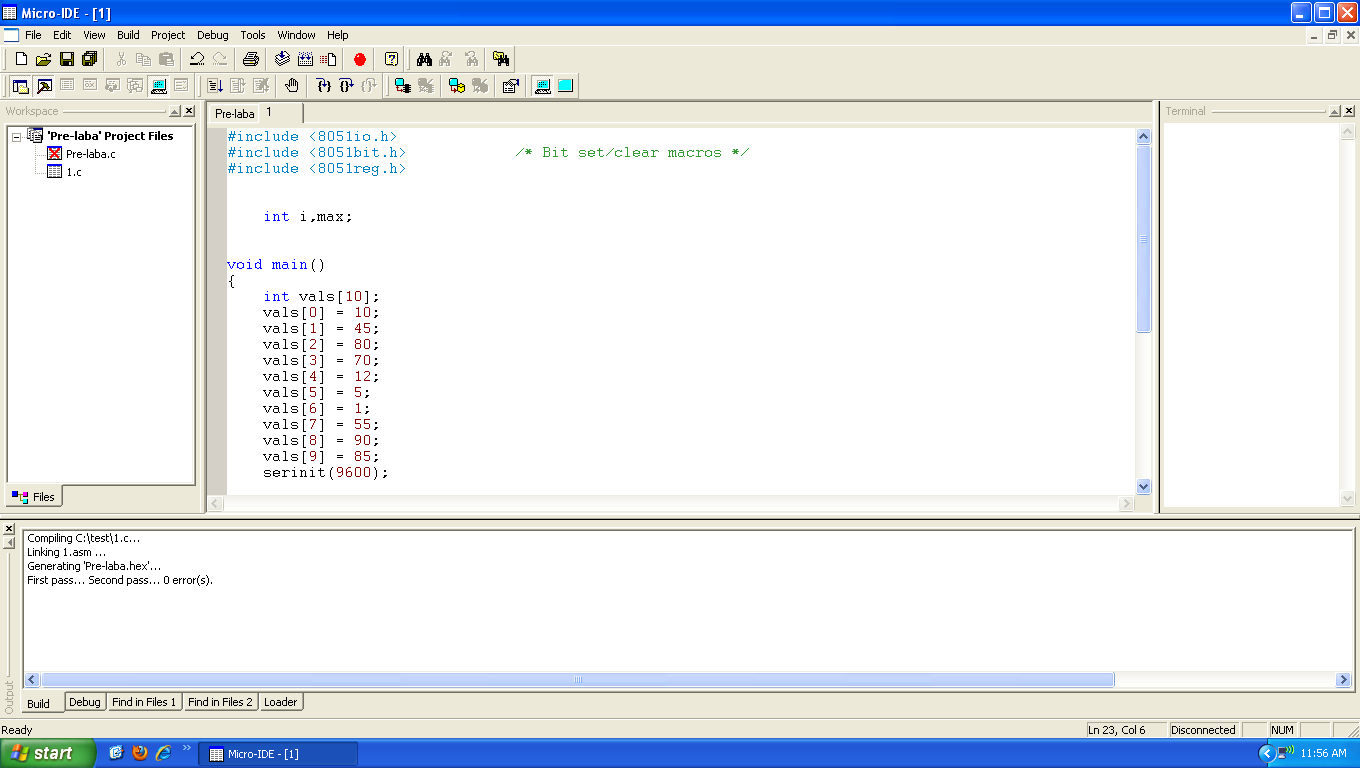 Micro-IDE - [1]
File Edit View Build Project Debug Tools Window Help
Workspace
'Pre-laba' Project Files
Pre-laba.c
1.c
Files
Pre-laba 1
#include <8051io.h>
#include <8051bit.h> /* Bit set/clear macros */
#include <8051reg.h>
int i,max;
void main()
{
int vals[10];
vals[0] = 10;
vals[1] = 45;
vals[2] = 80;
vals[3] = 70;
vals[4] = 12;
vals[5] = 5;
vals[6] = 1;
vals[7] = 55;
vals[8] = 90;
vals[9] = 85;
serinit(9600);
Terminal
Output
Compiling C:\test\1.c...
Linking 1.asm ...
Generating 'Pre-laba.hex'...
First pass... Second pass... 0 error(s).
Build Debug Find in Files 1 Find in Files 2 Loader
Ready
Ln 23, Col 6 Disconnected NUM
start Micro-IDE - [1] 11:56 AM